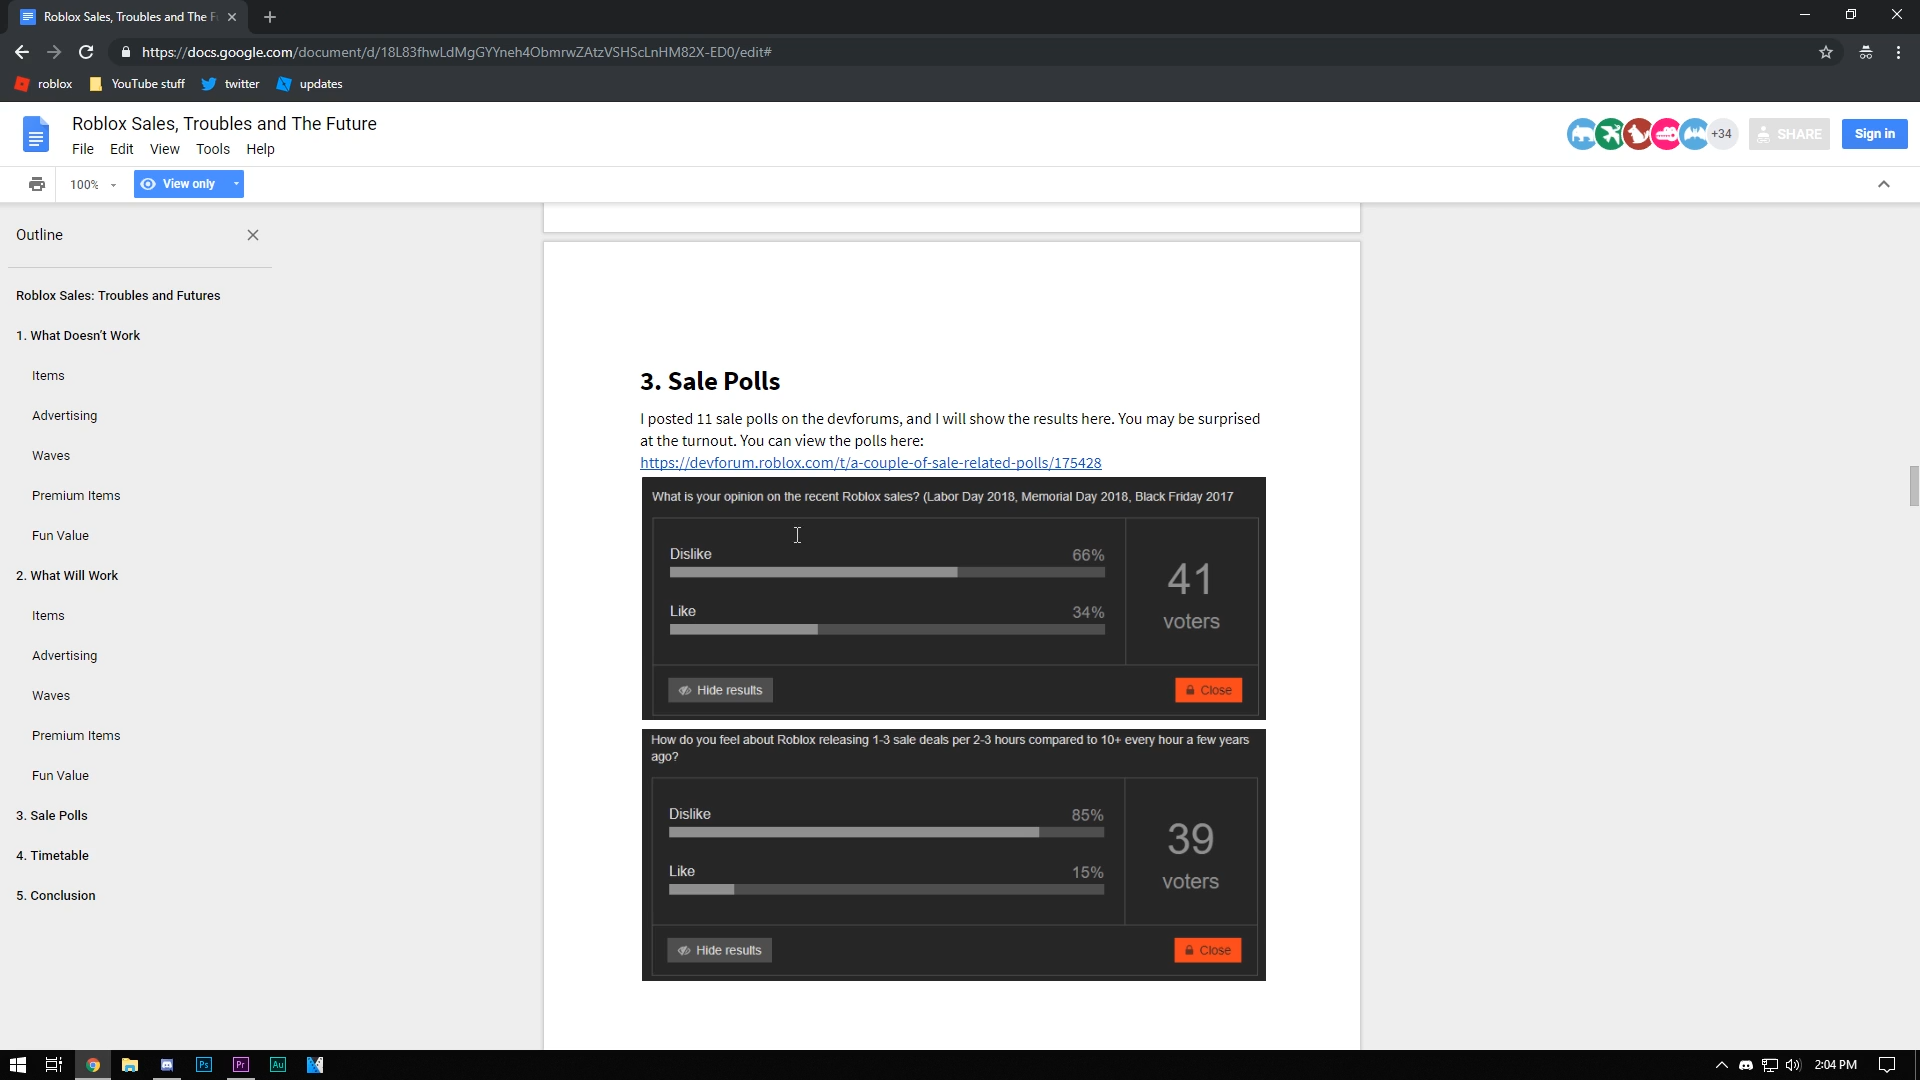 Roblox Sales, Troubles and The F
https://docs.google.com/document/d/18L83fhwLdMgGYYneh4ObmrwZAtzVSHScLnHM82X-ED0/edit#
roblox
YouTube stuff
twitter
updates
Roblox Sales, Troubles and The Future
File
Edit
View
Tools
Help
+34
SHARE
Sign in
100%
View only
Outline
Roblox Sales: Troubles and Futures
1. What Doesn't Work
Items
Advertising
Waves
Premium Items
Fun Value
2. What Will Work
Items
Advertising
Waves
Premium Items
Fun Value
3. Sale Polls
4. Timetable
5. Conclusion
3. Sale Polls
I posted 11 sale polls on the devforums, and I will show the results here. You may be surprised
at the turnout. You can view the polls here:
https://devforum.roblox.com/t/a-couple-of-sale-related-polls/175428
What is your opinion on the recent Roblox sales? (Labor Day 2018, Memorial Day 2018, Black Friday 2017
Dislike
66%
Like
34%
41
voters
Hide results
Close
How do you feel about Roblox releasing 1-3 sale deals per 2-3 hours compared to 10+ every hour a few years
ago?
Dislike
85%
Like
15%
39
voters
Hide results
Close
Ps
Pr
Au
2:04 PM